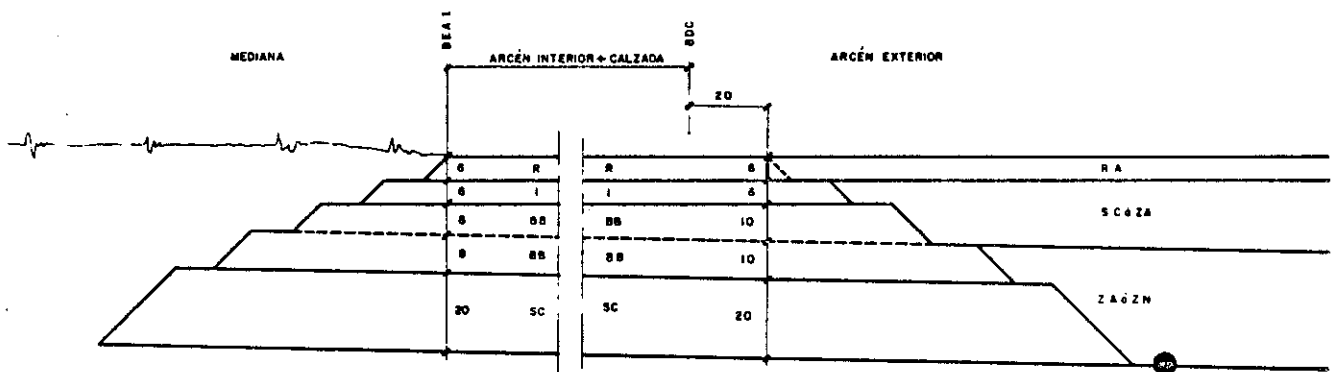 BEA I
BDC
MEDIANA
ARCÉN INTERIOR + CALZADA
ARCÉN EXTERIOR
20
6 R R 6 RA
6 I I 6
8 BB BB 10 SC ó ZA
8 BB BB 10
20 SC SC 20 ZA ó ZN